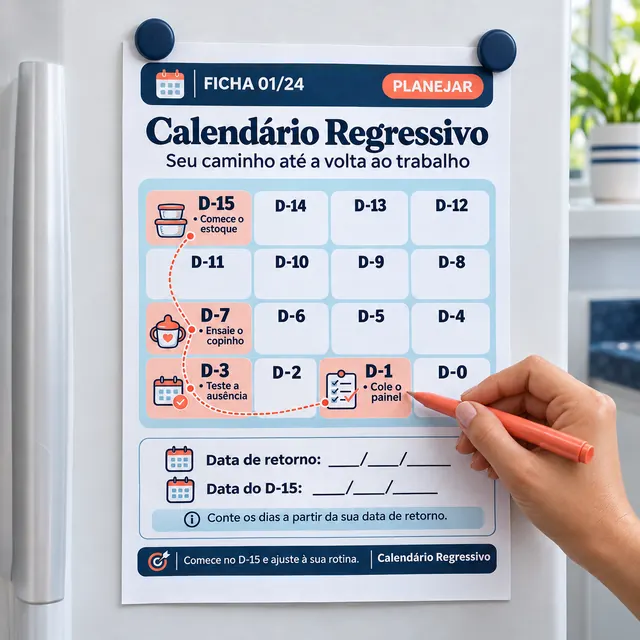 FICHA 01/24
PLANEJAR
Calendário Regressivo
Seu caminho até a volta ao trabalho
D-15
• Comece o
estoque
D-14
D-13
D-12
D-11
D-10
D-9
D-8
D-7
• Ensaie o
copinho
D-6
D-5
D-4
D-3
• Teste a
ausência
D-2
D-1
• Cole o
painel
D-0
Data de retorno: ___/___/____
Data do D-15: ___/___/____
Conte os dias a partir da sua data de retorno.
Comece no D-15 e ajuste à sua rotina. | Calendário Regressivo